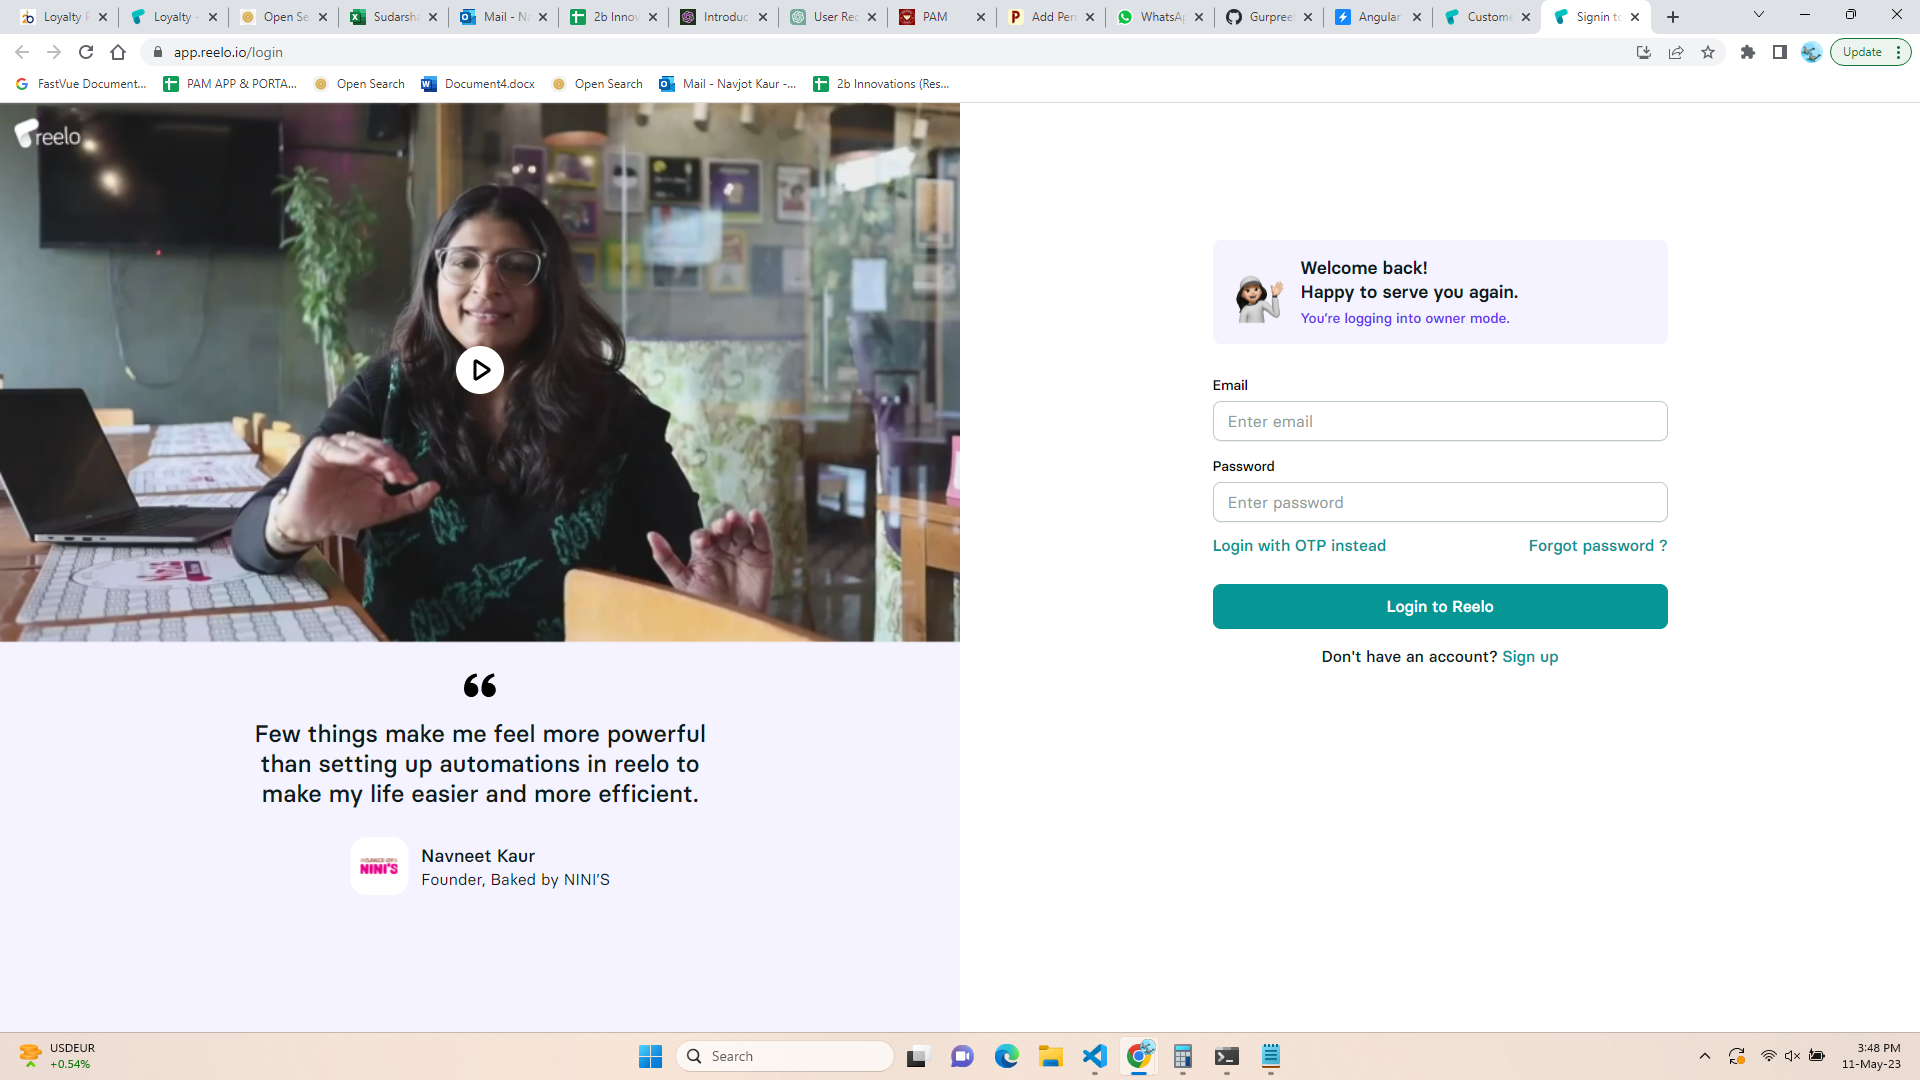 Loyalty P
Loyalty -
Open Se
Sudarsha
Mail - Na
2b Innov
Introduc
User Rec
PAM
Add Perm
WhatsAp
Gurpreet
Angular
Custome
Signin to
app.reelo.io/login
Update
FastVue Document...
PAM APP & PORTA...
Open Search
Document4.docx
Open Search
Mail - Navjot Kaur -...
2b Innovations (Res...
reelo
Welcome back!
Happy to serve you again.
You're logging into owner mode.
Email
Enter email
Password
Enter password
Login with OTP instead
Forgot password ?
Login to Reelo
Don't have an account? Sign up
Few things make me feel more powerful
than setting up automations in reelo to
make my life easier and more efficient.
NINI'S
Navneet Kaur
Founder, Baked by NINI'S
USDEUR
+0.54%
Search
3:48 PM
11-May-23